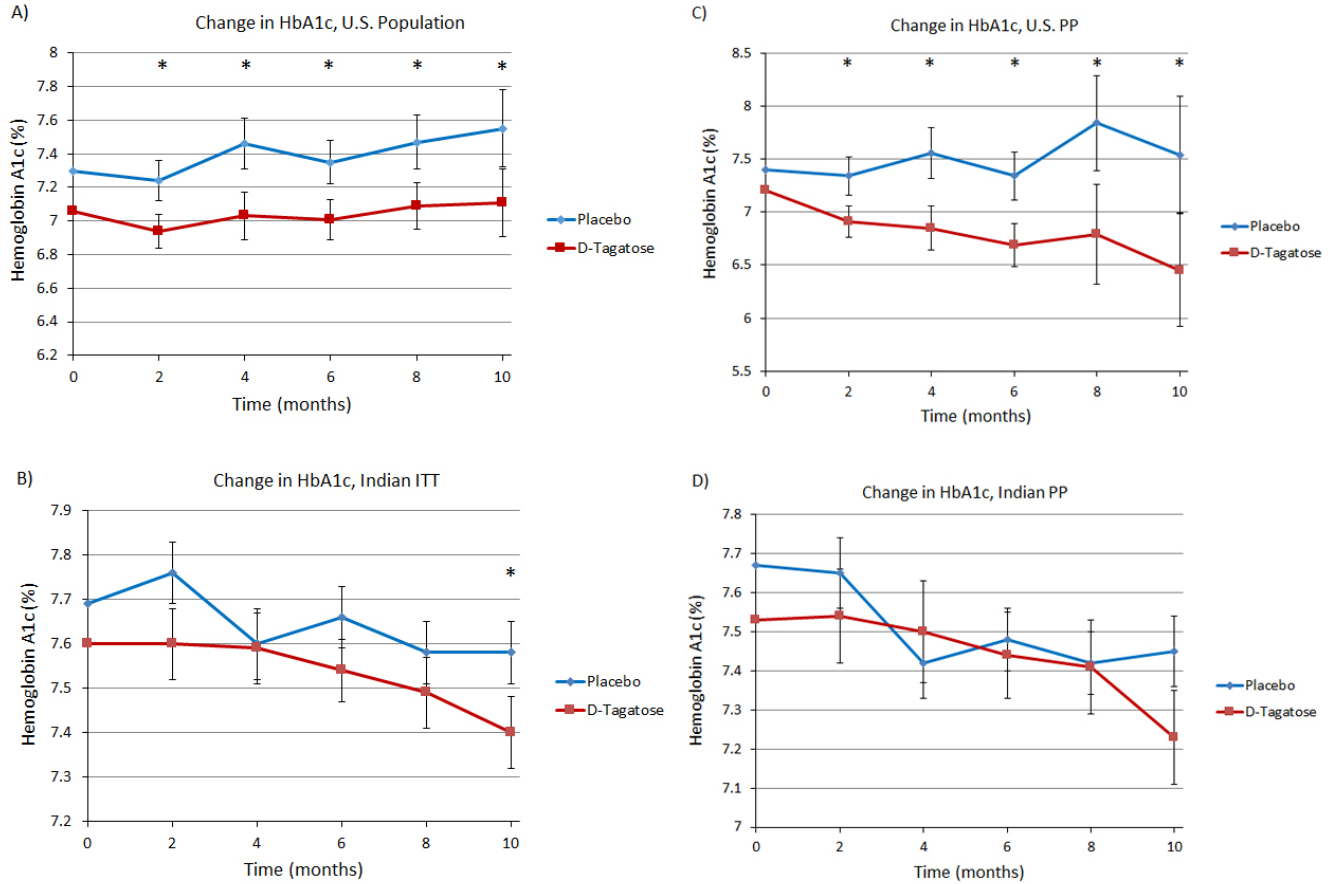 A)
Change in HbA1c, U.S. Population
Hemoglobin A1c (%)
8
7.8
7.6
7.4
7.2
7
6.8
6.6
6.4
6.2
* * * * *
0 2 4 6 8 10
Time (months)
Placebo
D-Tagatose
C)
Change in HbA1c, U.S. PP
Hemoglobin A1c (%)
8.5
8
7.5
7
6.5
6
5.5
* * * * *
0 2 4 6 8 10
Time (months)
Placebo
D-Tagatose
B)
Change in HbA1c, Indian ITT
Hemoglobin A1c (%)
7.9
7.8
7.7
7.6
7.5
7.4
7.3
7.2
*
0 2 4 6 8 10
Time (months)
Placebo
D-Tagatose
D)
Change in HbA1c, Indian PP
Hemoglobin A1c (%)
7.8
7.7
7.6
7.5
7.4
7.3
7.2
7.1
7
0 2 4 6 8 10
Time (months)
Placebo
D-Tagatose